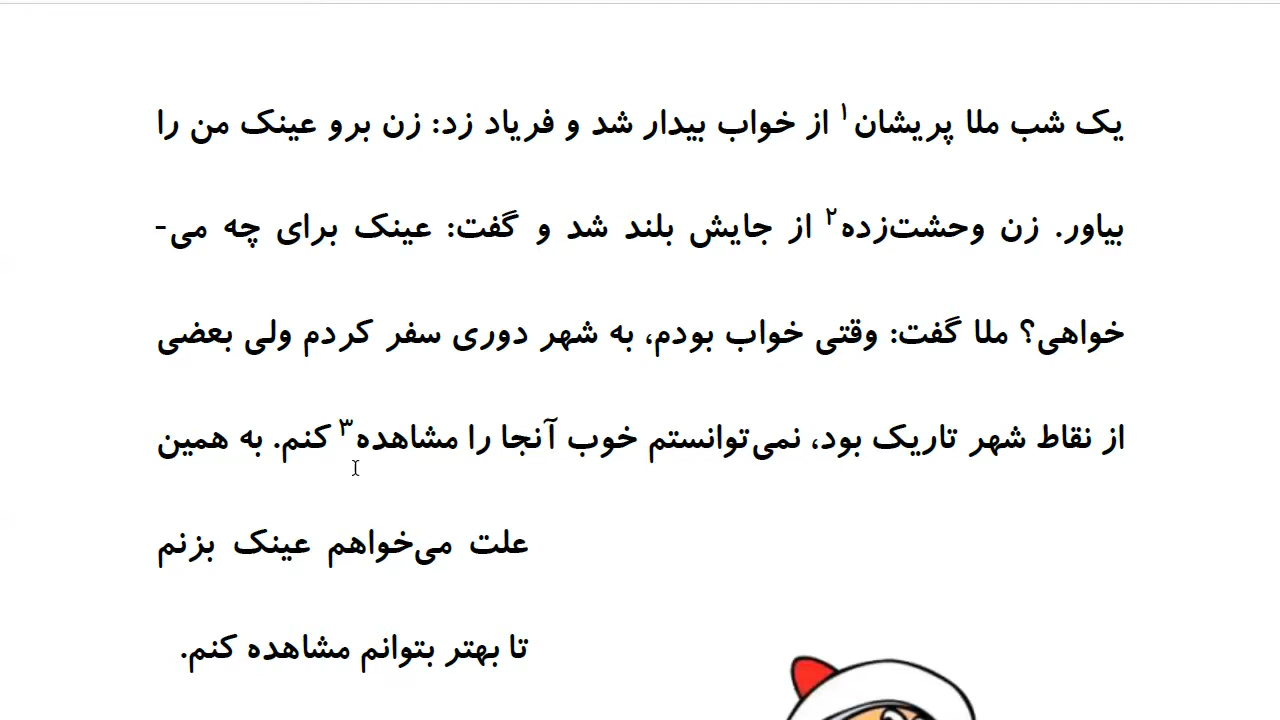 یک شب ملا پریشان۱ از خواب بیدار شد و فریاد زد: زن برو عینک من را
بیاور. زن وحشت‌زده۲ از جایش بلند شد و گفت: عینک برای چه می-
خواهی؟ ملا گفت: وقتی خواب بودم، به شهر دوری سفر کردم ولی بعضی
از نقاط شهر تاریک بود، نمی‌توانستم خوب آنجا را مشاهده۳ کنم. به همین
علت می‌خواهم عینک بزنم
تا بهتر بتوانم مشاهده کنم.